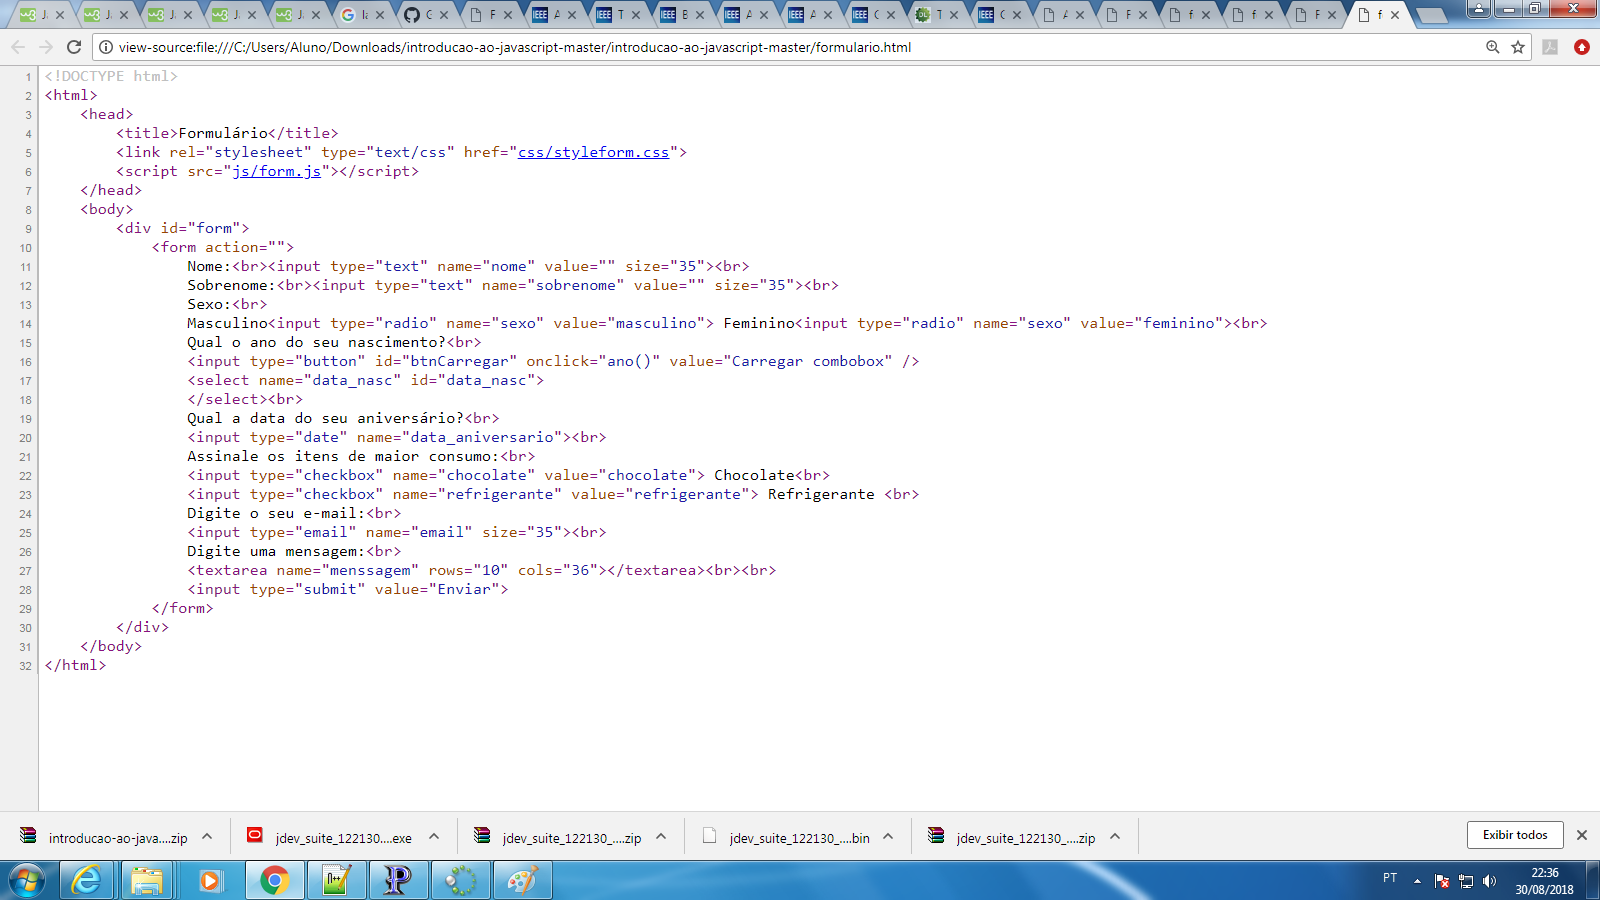 J
J
J
J
J
la
G
F
A
T
B
A
A
C
T
C
A
F
f
f
F
f
view-source:file:///C:/Users/Aluno/Downloads/introducao-ao-javascript-master/introducao-ao-javascript-master/formulario.html
1 <!DOCTYPE html>
2 <html>
3 <head>
4 <title>Formulário</title>
5 <link rel="stylesheet" type="text/css" href="css/styleform.css">
6 <script src="js/form.js"></script>
7 </head>
8 <body>
9 <div id="form">
10 <form action="">
11 Nome:<br><input type="text" name="nome" value="" size="35"><br>
12 Sobrenome:<br><input type="text" name="sobrenome" value="" size="35"><br>
13 Sexo:<br>
14 Masculino<input type="radio" name="sexo" value="masculino"> Feminino<input type="radio" name="sexo" value="feminino"><br>
15 Qual o ano do seu nascimento?<br>
16 <input type="button" id="btnCarregar" onclick="ano()" value="Carregar combobox" />
17 <select name="data_nasc" id="data_nasc">
18 </select><br>
19 Qual a data do seu aniversário?<br>
20 <input type="date" name="data_aniversario"><br>
21 Assinale os itens de maior consumo:<br>
22 <input type="checkbox" name="chocolate" value="chocolate"> Chocolate<br>
23 <input type="checkbox" name="refrigerante" value="refrigerante"> Refrigerante <br>
24 Digite o seu e-mail:<br>
25 <input type="email" name="email" size="35"><br>
26 Digite uma mensagem:<br>
27 <textarea name="menssagem" rows="10" cols="36"></textarea><br><br>
28 <input type="submit" value="Enviar">
29 </form>
30 </div>
31 </body>
32 </html>
introducao-ao-java....zip
jdev_suite_122130....exe
jdev_suite_122130_....zip
jdev_suite_122130_....bin
jdev_suite_122130_....zip
Exibir todos
PT
22:36
30/08/2018